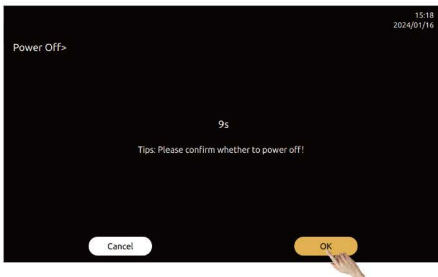 15:18
2024/01/16
Power Off>
9s
Tips: Please confirm whether to power off!
Cancel
OK